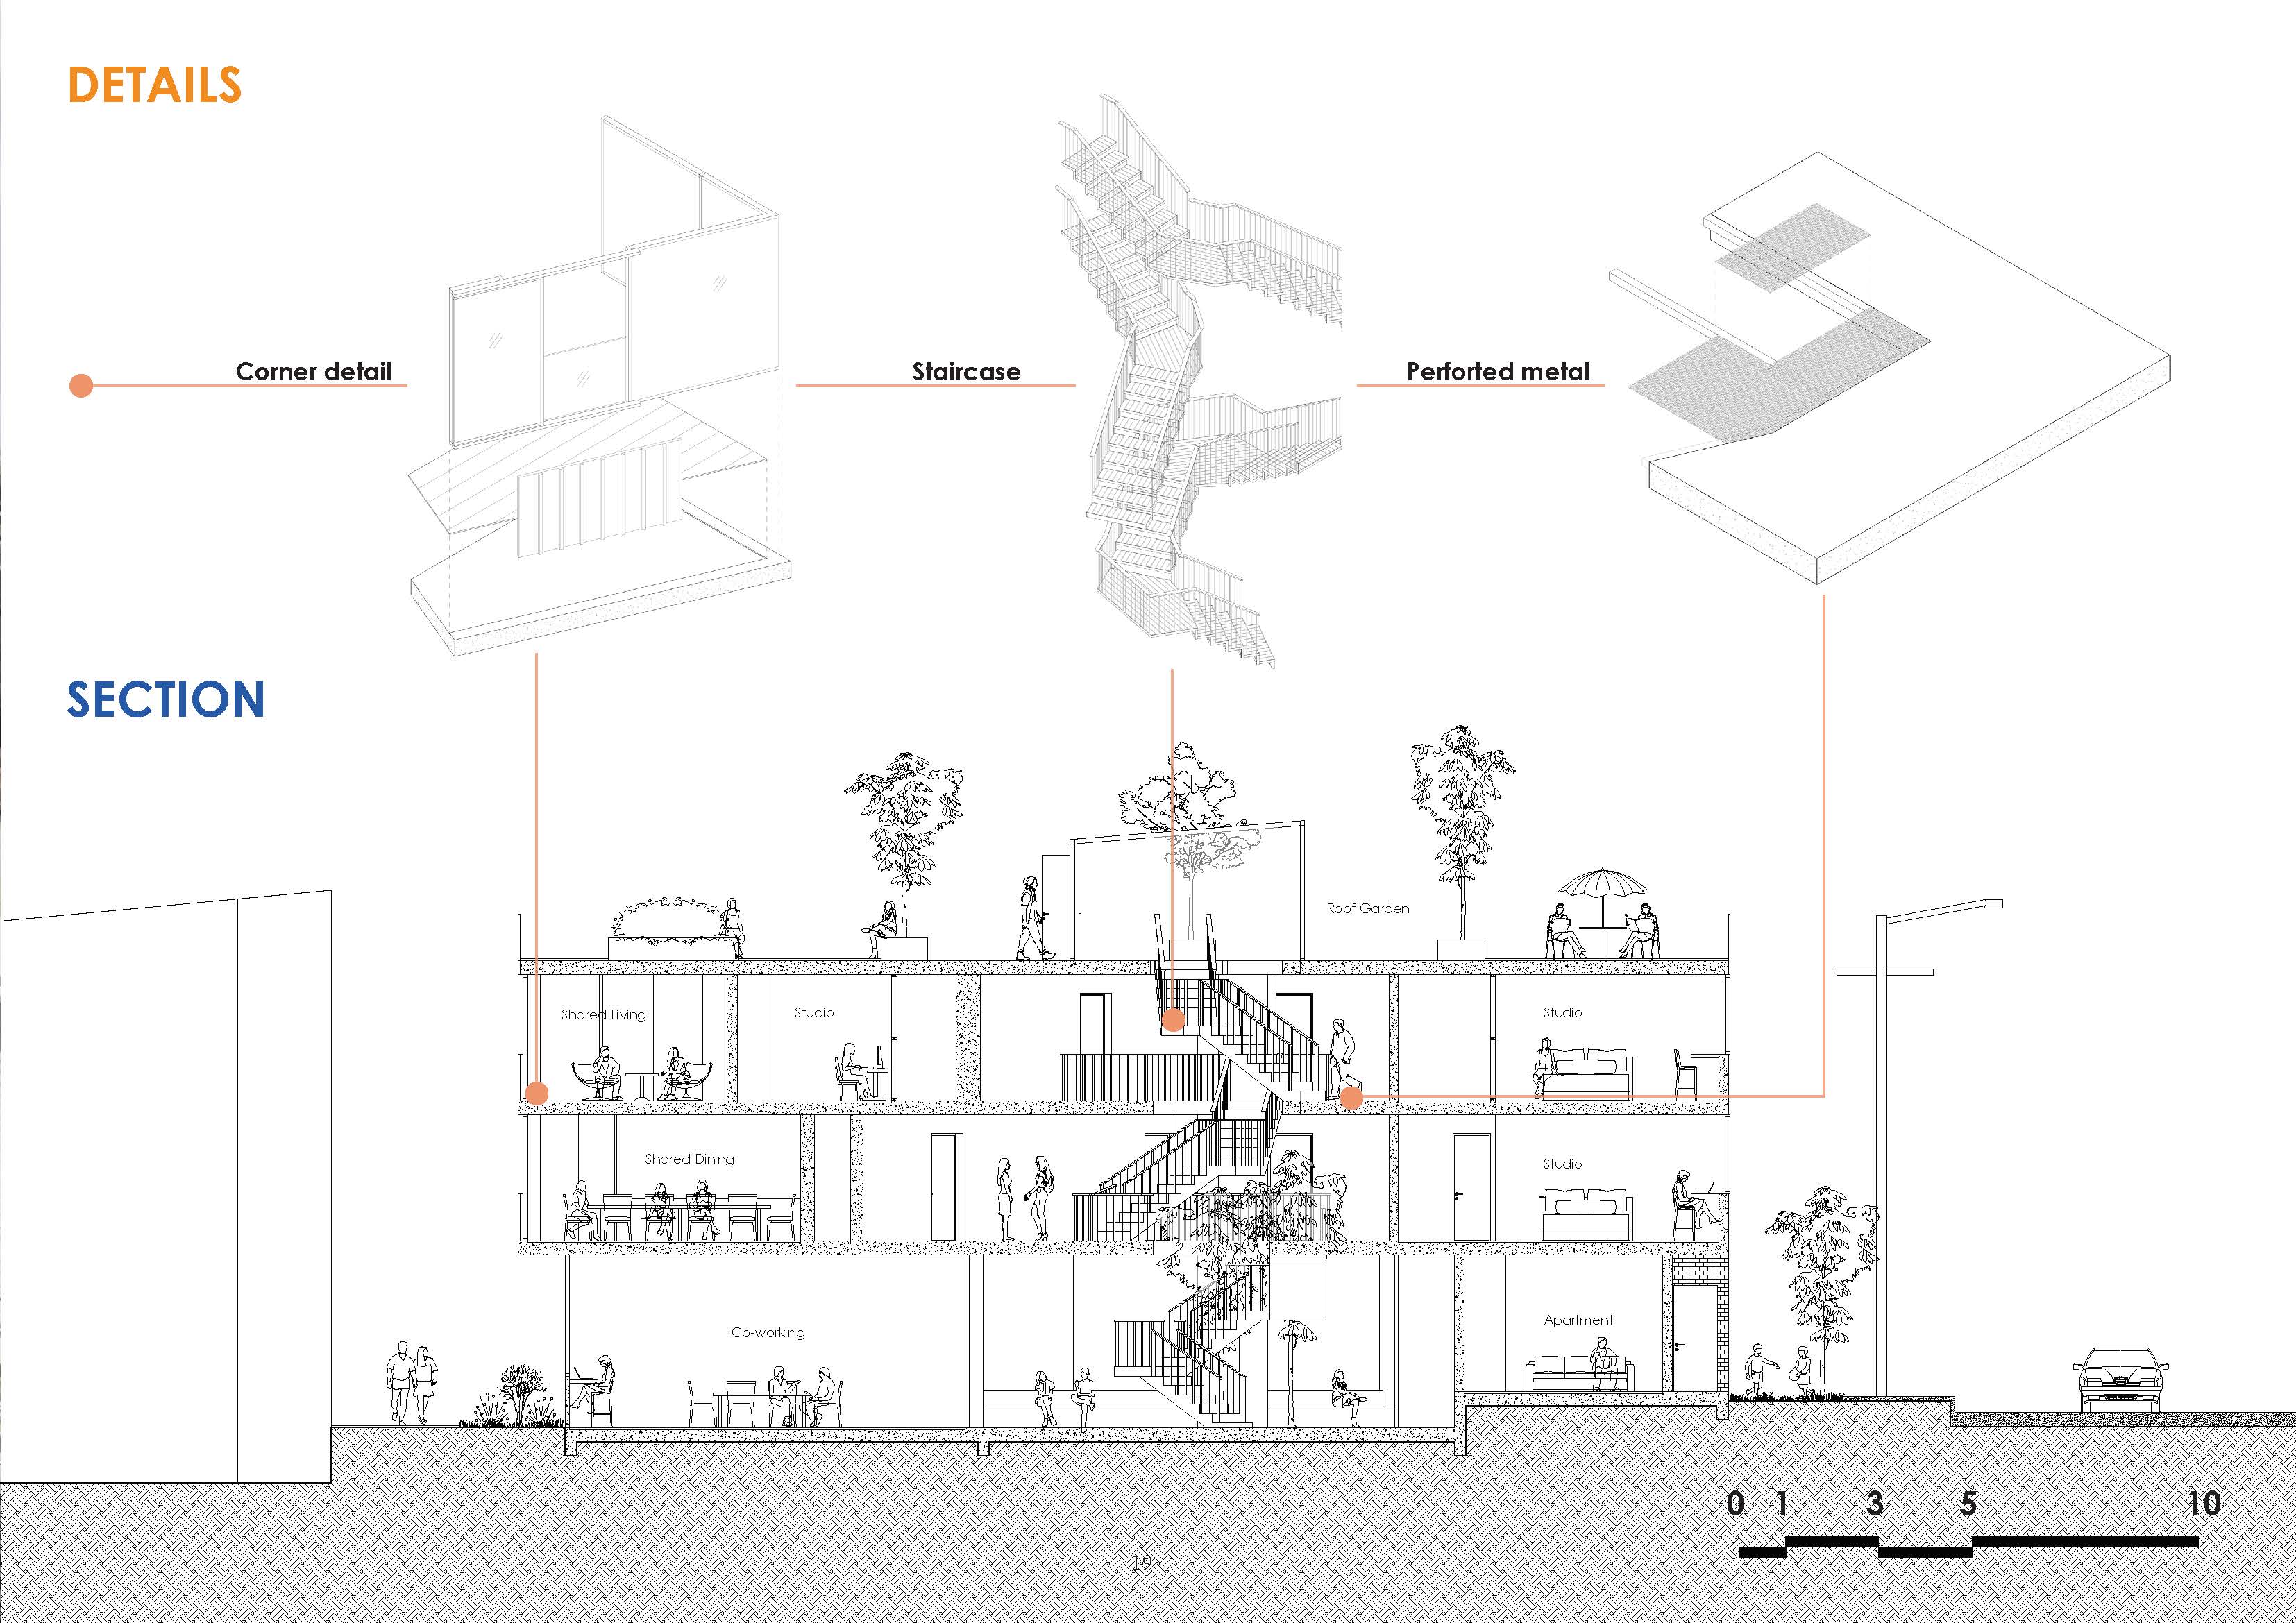 DETAILS
Corner detail
Staircase
Perforted metal
SECTION
Roof Garden
Shared Living
Studio
Studio
Shared Dining
Studio
Co-working
Apartment
0 1 3 5 10
19